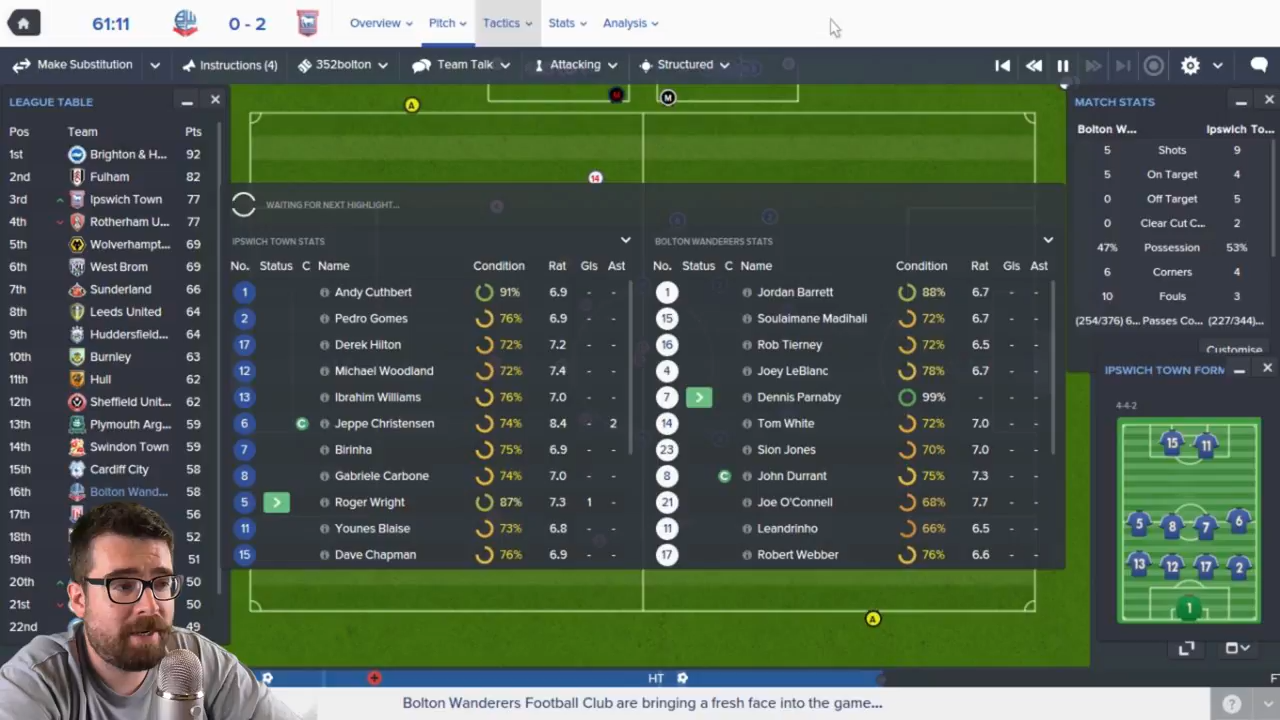 61:11 0 - 2 Overview Pitch Tactics Stats Analysis
Make Substitution Instructions (4) 352bolton Team Talk Attacking Structured
LEAGUE TABLE
Pos Team Pts
1st Brighton & H... 92
2nd Fulham 82
3rd Ipswich Town 77
4th Rotherham U... 77
5th Wolverhampt... 69
6th West Brom 69
7th Sunderland 66
8th Leeds United 64
9th Huddersfield... 64
10th Burnley 63
11th Hull 62
12th Sheffield Unit... 62
13th Plymouth Arg... 59
14th Swindon Town 59
15th Cardiff City 58
16th Bolton Wand... 58
17th 56
18th 52
19th 51
20th 50
21st 50
22nd 49
A
M
M
14
WAITING FOR NEXT HIGHLIGHT...
IPSWICH TOWN STATS
No. Status C Name Condition Rat Gls Ast
1 Andy Cuthbert 91% 6.9 - -
2 Pedro Gomes 76% 6.9 - -
17 Derek Hilton 72% 7.2 - -
12 Michael Woodland 72% 7.4 - -
13 Ibrahim Williams 76% 7.0 - -
6 C Jeppe Christensen 74% 8.4 - 2
7 Birinha 75% 6.9 - -
8 Gabriele Carbone 74% 7.0 - -
5 Roger Wright 87% 7.3 1 -
11 Younes Blaise 73% 6.8 - -
15 Dave Chapman 76% 6.9 - -
BOLTON WANDERERS STATS
No. Status C Name Condition Rat Gls Ast
1 Jordan Barrett 88% 6.7 - -
15 Soulaimane Madihali 72% 6.7 - -
16 Rob Tierney 72% 6.5 - -
4 Joey LeBlanc 78% 6.7 - -
7 Dennis Parnaby 99% - - -
14 Tom White 72% 7.0 - -
23 Sion Jones 70% 7.0 - -
8 C John Durrant 75% 7.3 - -
21 Joe O'Connell 68% 7.7 - -
11 Leandrinho 66% 6.5 - -
17 Robert Webber 76% 6.6 - -
A
MATCH STATS
Bolton W... Ipswich To...
5 Shots 9
5 On Target 4
0 Off Target 5
0 Clear Cut C... 2
47% Possession 53%
6 Corners 4
10 Fouls 3
(254/376) 6... Passes Co... (227/344)...
Customise
IPSWICH TOWN FORM
4-4-2
15 11
5 8 7 6
13 12 17 2
1
HT
Bolton Wanderers Football Club are bringing a fresh face into the game...